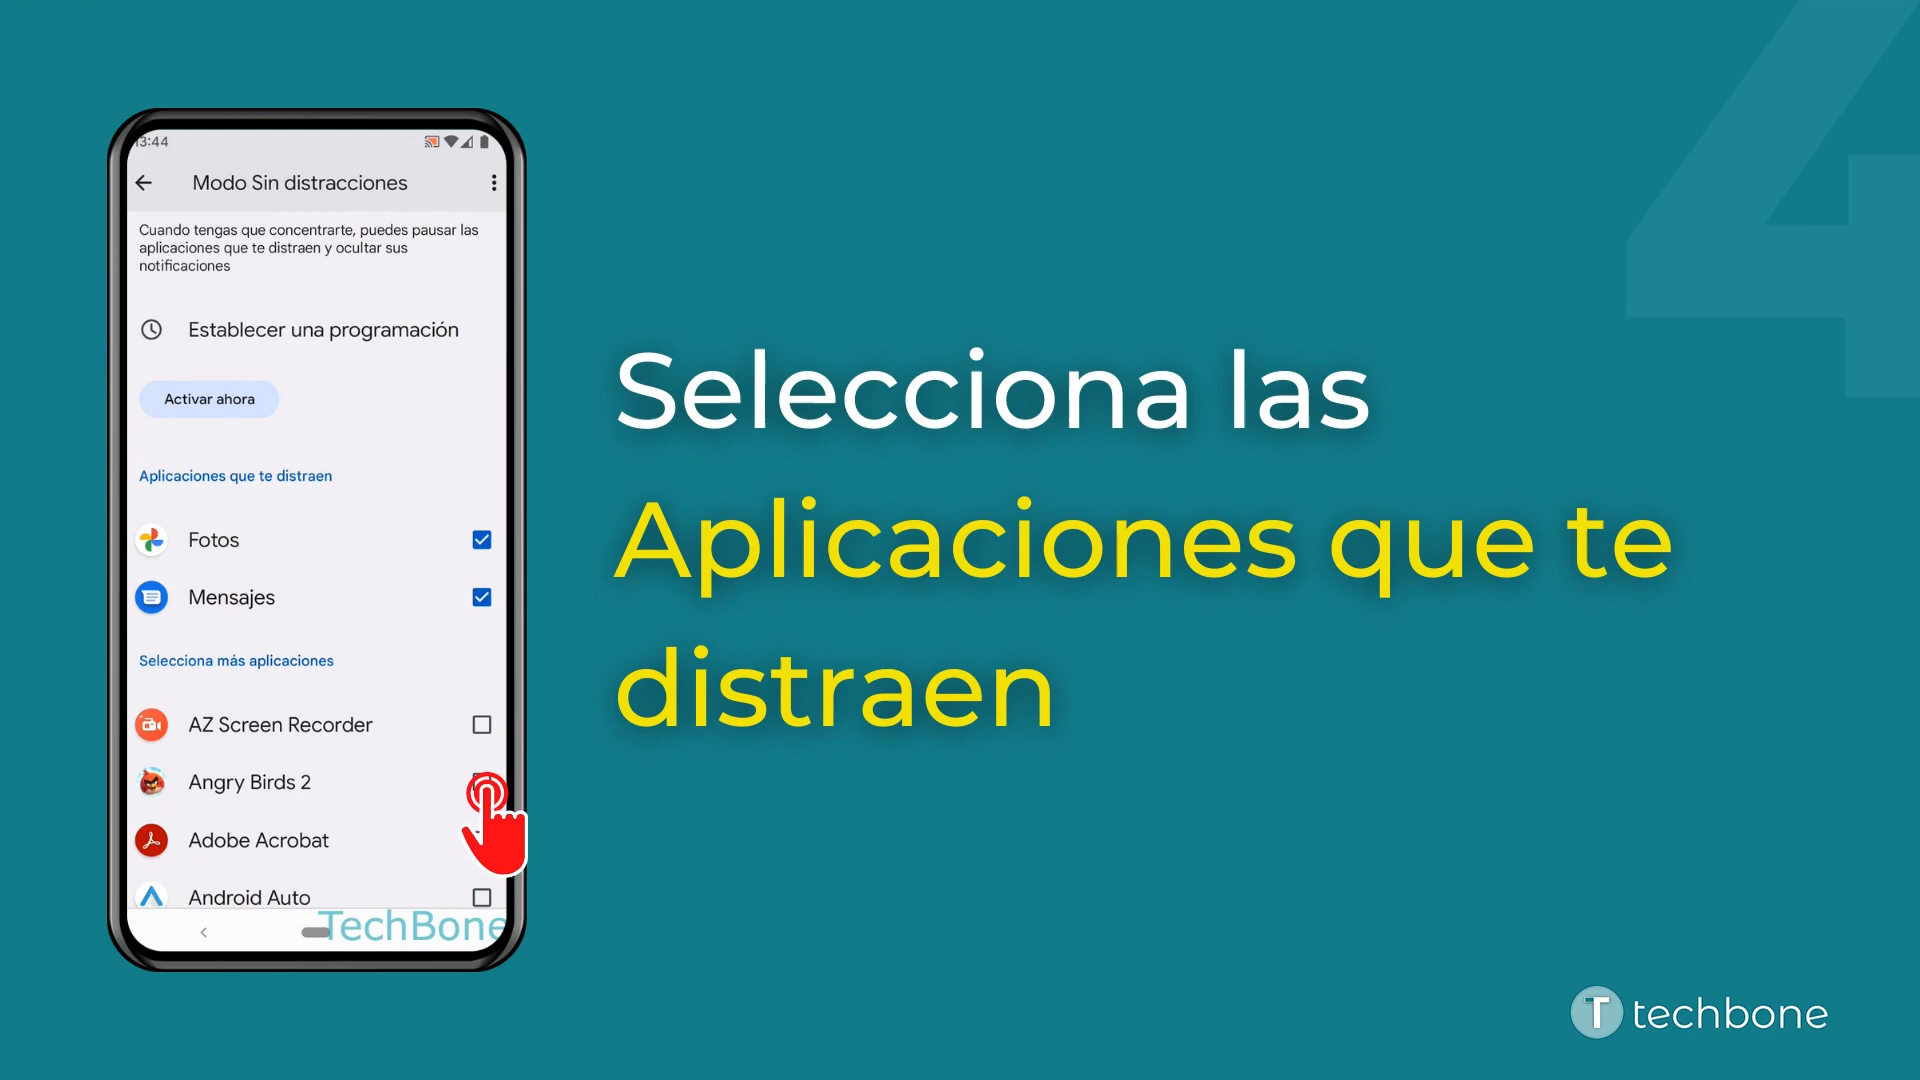 4
13:44
Modo Sin distracciones
Cuando tengas que concentrarte, puedes pausar las
aplicaciones que te distraen y ocultar sus
notificaciones
Establecer una programación
Activar ahora
Aplicaciones que te distraen
Fotos
Mensajes
Selecciona más aplicaciones
AZ Screen Recorder
Angry Birds 2
Adobe Acrobat
Android Auto
TechBone
Selecciona las
Aplicaciones que te
distraen
T techbone